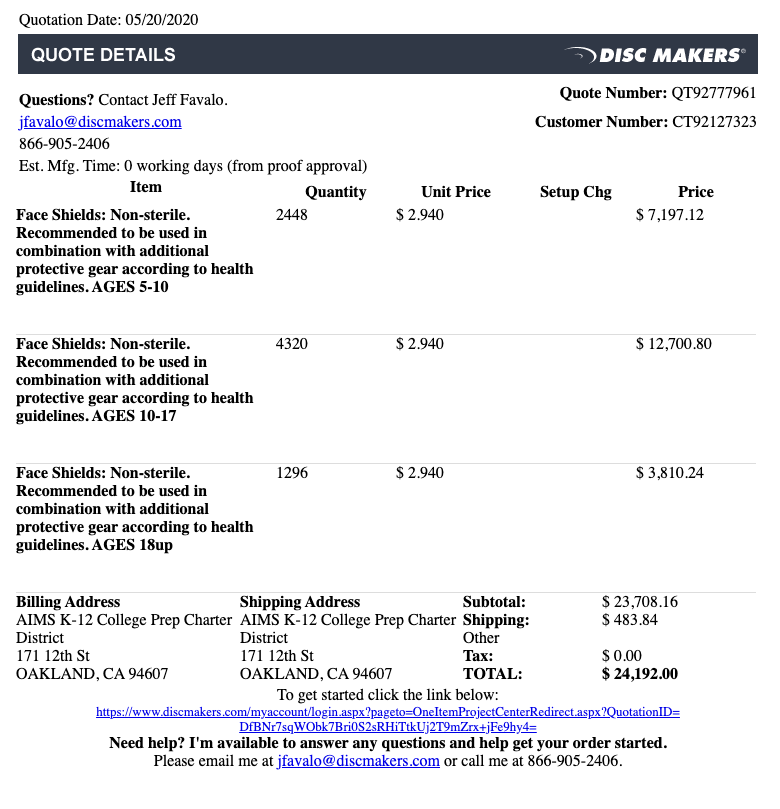 Quotation Date: 05/20/2020
QUOTE DETAILS DISC MAKERS®
Questions? Contact Jeff Favalo. Quote Number: QT92777961
jfavalo@discmakers.com Customer Number: CT92127323
866-905-2406
Est. Mfg. Time: 0 working days (from proof approval)
Item Quantity Unit Price Setup Chg Price
Face Shields: Non-sterile. 2448 $ 2.940 $ 7,197.12
Recommended to be used in
combination with additional
protective gear according to health
guidelines. AGES 5-10
Face Shields: Non-sterile. 4320 $ 2.940 $ 12,700.80
Recommended to be used in
combination with additional
protective gear according to health
guidelines. AGES 10-17
Face Shields: Non-sterile. 1296 $ 2.940 $ 3,810.24
Recommended to be used in
combination with additional
protective gear according to health
guidelines. AGES 18up
Billing Address Shipping Address Subtotal: $ 23,708.16
AIMS K-12 College Prep Charter AIMS K-12 College Prep Charter Shipping: $ 483.84
District District Other
171 12th St 171 12th St Tax: $ 0.00
OAKLAND, CA 94607 OAKLAND, CA 94607 TOTAL: $ 24,192.00
To get started click the link below:
https://www.discmakers.com/myaccount/login.aspx?pageto=OneItemProjectCenterRedirect.aspx?QuotationID=
DfBNr7sqWObk7Bri0S2sRHiTtkUj2T9mZrx+jFe9hy4=
Need help? I'm available to answer any questions and help get your order started.
Please email me at jfavalo@discmakers.com or call me at 866-905-2406.